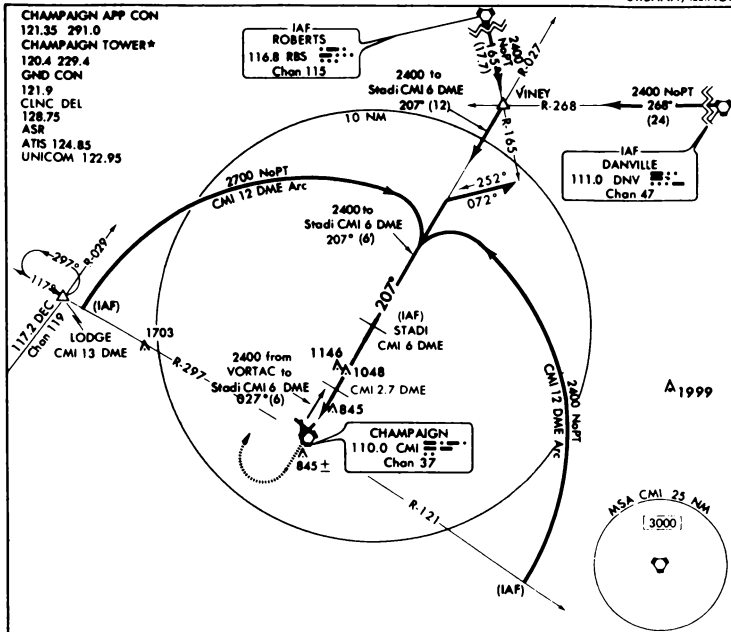 CHAMPAIGN APP CON
121.35 291.0
CHAMPAIGN TOWER*
120.4 229.4
GND CON
121.9
CLNC DEL
128.75
ASR
ATIS 124.85
UNICOM 122.95
IAF
ROBERTS
116.8 RBS
Chan 115
2400
NoPT
165°
(17.7)
R-027
2400 to
Stadi CMI 6 DME
207° (12)
VINEY
R-268
2400 NoPT
268°
(24)
R-165
IAF
DANVILLE
111.0 DNV
Chan 47
10 NM
2700 NoPT
CMI 12 DME Arc
252°
072°
2400 to
Stadi CMI 6 DME
207° (6)
207°
297°
117°
R-029
117.2 DEC
Chan 119
(IAF)
LODGE
CMI 13 DME
1703
R-297
(IAF)
STADI
CMI 6 DME
1146
1048
2400 from
VORTAC to
Stadi CMI 6 DME
027° (6)
CMI 2.7 DME
845
845 ±
CHAMPAIGN
110.0 CMI
Chan 37
2400 NoPT
CMI 12 DME Arc
1999
R-121
(IAF)
MSA CMI 25 NM
3000